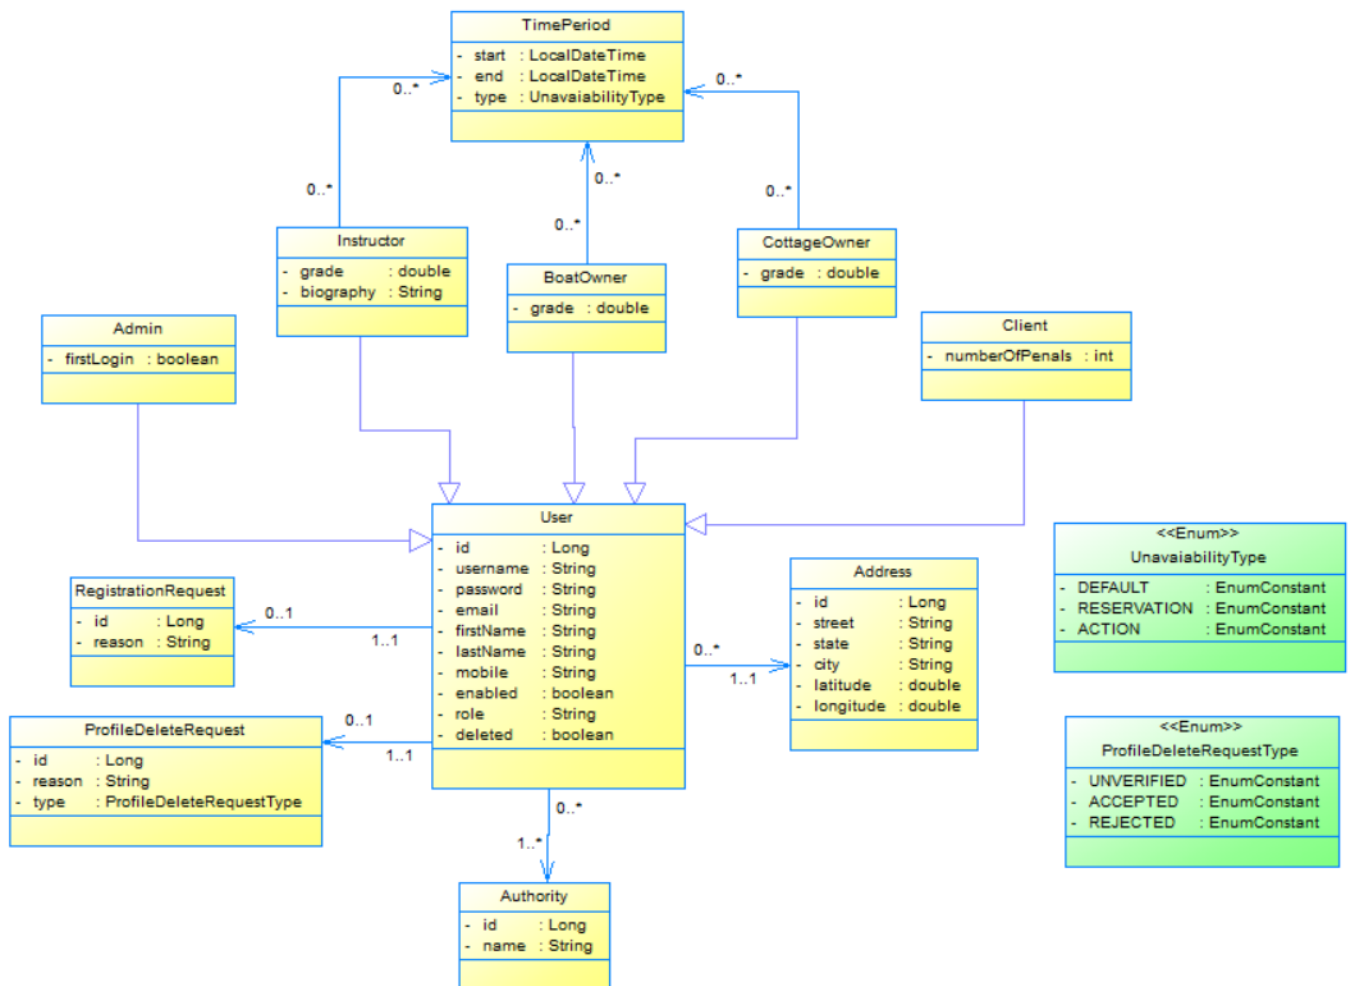 TimePeriod
- start : LocalDateTime
- end : LocalDateTime
- type : UnavaiabilityType
0..*
0..*
0..*
0..*
0..*
0..*
Instructor
- grade : double
- biography : String
BoatOwner
- grade : double
CottageOwner
- grade : double
Admin
- firstLogin : boolean
Client
- numberOfPenals : int
User
- id : Long
- username : String
- password : String
- email : String
- firstName : String
- lastName : String
- mobile : String
- enabled : boolean
- role : String
- deleted : boolean
RegistrationRequest
- id : Long
- reason : String
0..1
1..1
ProfileDeleteRequest
- id : Long
- reason : String
- type : ProfileDeleteRequestType
0..1
1..1
Address
- id : Long
- street : String
- state : String
- city : String
- latitude : double
- longitude : double
0..*
1..1
<<Enum>>
UnavaiabilityType
- DEFAULT : EnumConstant
- RESERVATION : EnumConstant
- ACTION : EnumConstant
<<Enum>>
ProfileDeleteRequestType
- UNVERIFIED : EnumConstant
- ACCEPTED : EnumConstant
- REJECTED : EnumConstant
0..*
1..*
Authority
- id : Long
- name : String